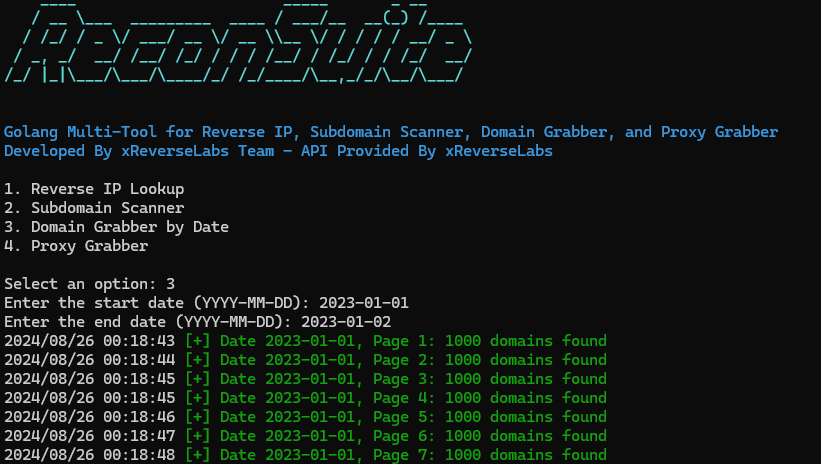 ReconSuite
Golang Multi-Tool for Reverse IP, Subdomain Scanner, Domain Grabber, and Proxy Grabber
Developed By xReverseLabs Team - API Provided By xReverseLabs
1. Reverse IP Lookup
2. Subdomain Scanner
3. Domain Grabber by Date
4. Proxy Grabber
Select an option: 3
Enter the start date (YYYY-MM-DD): 2023-01-01
Enter the end date (YYYY-MM-DD): 2023-01-02
2024/08/26 00:18:43 [+] Date 2023-01-01, Page 1: 1000 domains found
2024/08/26 00:18:44 [+] Date 2023-01-01, Page 2: 1000 domains found
2024/08/26 00:18:45 [+] Date 2023-01-01, Page 3: 1000 domains found
2024/08/26 00:18:45 [+] Date 2023-01-01, Page 4: 1000 domains found
2024/08/26 00:18:46 [+] Date 2023-01-01, Page 5: 1000 domains found
2024/08/26 00:18:47 [+] Date 2023-01-01, Page 6: 1000 domains found
2024/08/26 00:18:48 [+] Date 2023-01-01, Page 7: 1000 domains found